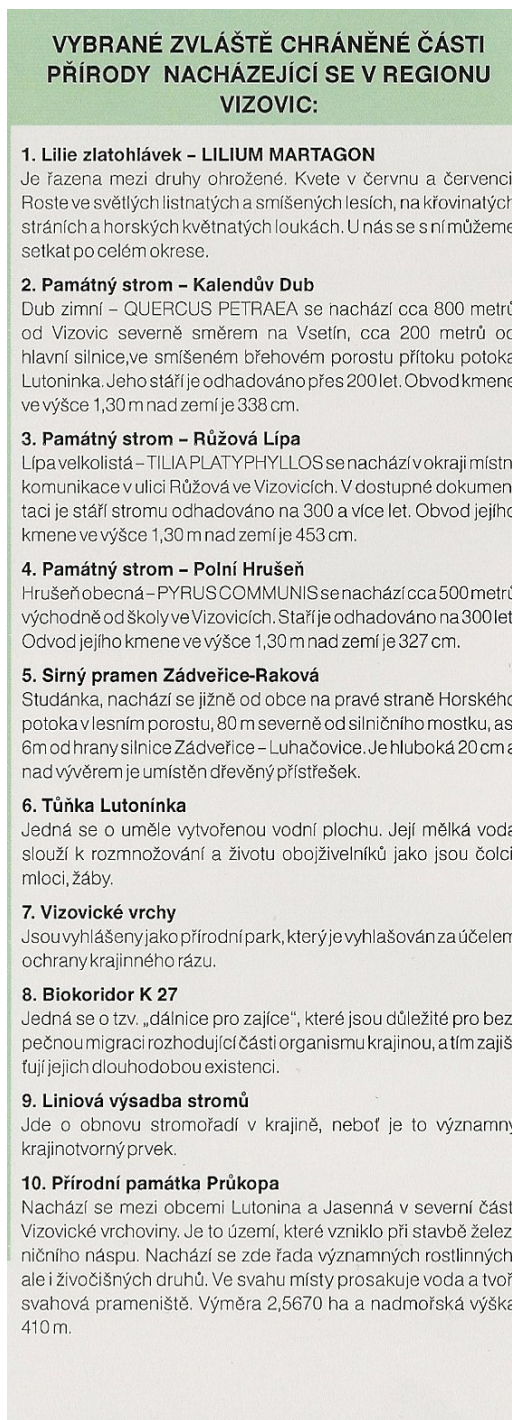 VYBRANÉ ZVLÁŠTĚ CHRÁNĚNÉ ČÁSTI
PŘÍRODY NACHÁZEJÍCÍ SE V REGIONU
VIZOVIC:
1. Lilie zlatohlávek – LILIUM MARTAGON
Je řazena mezi druhy ohrožené. Kvete v červnu a červenci
Roste ve světlých listnatých a smíšených lesích, na křovinatých
stráních a horských květnatých loukách. U nás se s ní můžeme
setkat po celém okrese.
2. Památný strom – Kalendův Dub
Dub zimní – QUERCUS PETRAEA se nachází cca 800 metrů
od Vizovic severně směrem na Vsetín, cca 200 metrů od
hlavní silnice,ve smíšeném břehovém porostu přítoku potoka
Lutoninka. Jeho stáří je odhadováno přes 200 let. Obvod kmene
ve výšce 1,30 m nad zemí je 338 cm.
3. Památný strom – Růžová Lípa
Lípa velkolistá – TILIA PLATYPHYLLOS se nachází v okraji místn
komunikace v ulici Růžová ve Vizovicích. V dostupné dokumen
taci je stáří stromu odhadováno na 300 a více let. Obvod jejího
kmene ve výšce 1,30 m nad zemí je 453 cm.
4. Památný strom – Polní Hrušeň
Hrušeň obecná – PYRUS COMMUNIS se nachází cca 500 metrů
východně od školy ve Vizovicích. Staří je odhadováno na 300 let
Odvod jejího kmene ve výšce 1,30 m nad zemí je 327 cm.
5. Sirný pramen Zádveřice-Raková
Studánka, nachází se jižně od obce na pravé straně Horského
potoka v lesním porostu, 80 m severně od silničního mostku, as
6m od hrany silnice Zádveřice – Luhačovice. Je hluboká 20 cm a
nad vývěrem je umístěn dřevěný přístřešek.
6. Tůňka Lutonínka
Jedná se o uměle vytvořenou vodní plochu. Její mělká voda
slouží k rozmnožování a životu obojživelníků jako jsou čolci
mloci, žáby.
7. Vizovické vrchy
Jsou vyhlášeny jako přírodní park, který je vyhlašován za účelem
ochrany krajinného rázu.
8. Biokoridor K 27
Jedná se o tzv. „dálnice pro zajíce“, které jsou důležité pro bez
pečnou migraci rozhodující části organismu krajinou, a tím zajiš
ťují jejich dlouhodobou existenci.
9. Liniová výsadba stromů
Jde o obnovu stromořadí v krajině, neboť je to významný
krajinotvorný prvek.
10. Přírodní památka Průkopa
Nachází se mezi obcemi Lutonina a Jasenná v severní část
Vizovické vrchoviny. Je to území, které vzniklo při stavbě želez
ničního náspu. Nachází se zde řada významných rostlinných
ale i živočišných druhů. Ve svahu místy prosakuje voda a tvoř
svahová prameniště. Výměra 2,5670 ha a nadmořská výška
410 m.